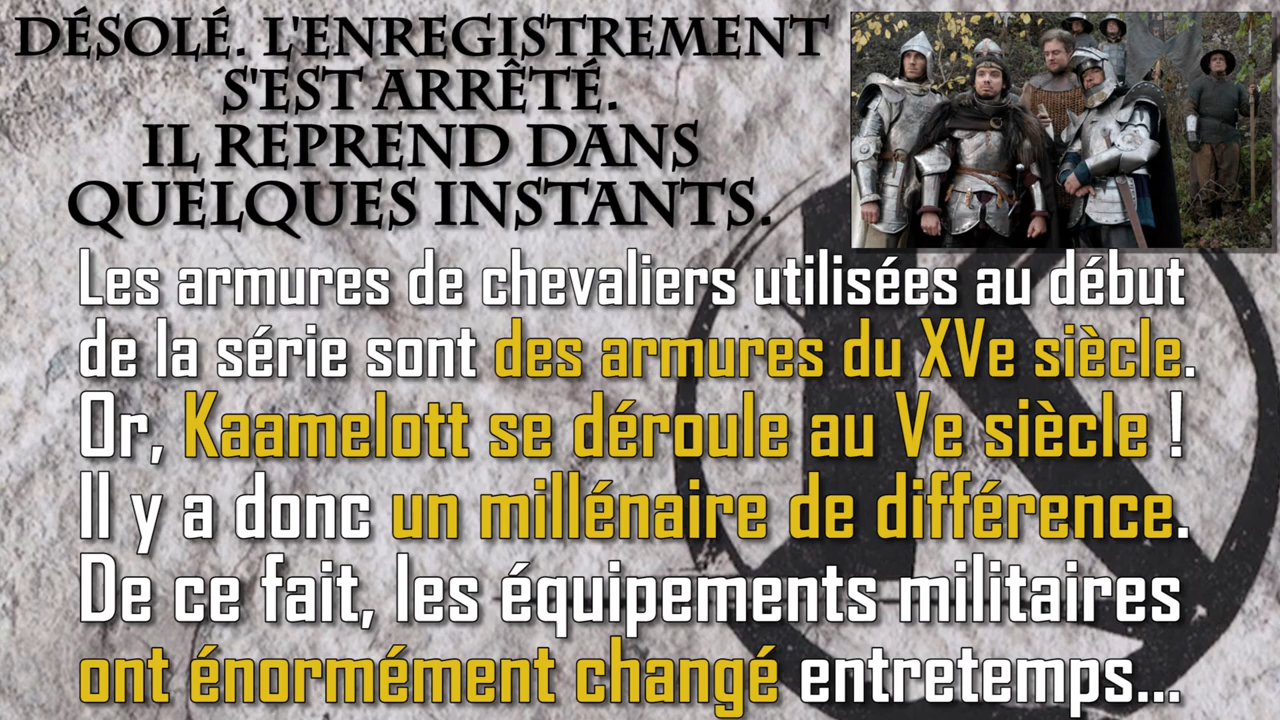 DÉSOLÉ. L'ENREGISTREMENT
S'EST ARRÊTÉ.
IL REPREND DANS
QUELQUES INSTANTS.
Les armures de chevaliers utilisées au début
de la série sont des armures du XVe siècle.
Or, Kaamelott se déroule au Ve siècle !
Il y a donc un millénaire de différence.
De ce fait, les équipements militaires
ont énormément changé entretemps...